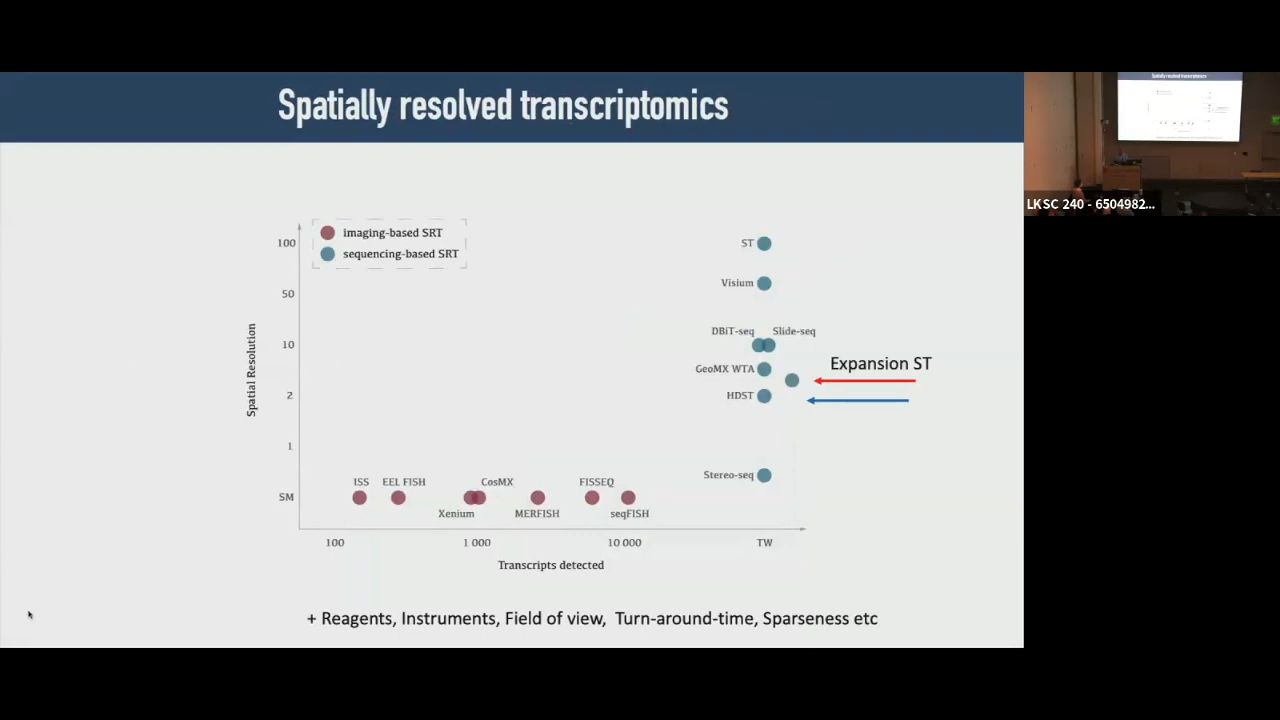 Spatially resolved transcriptomics
imaging-based SRT
sequencing-based SRT
100
50
10
2
1
SM
Spatial Resolution
ST
Visium
DBiT-seq
Slide-seq
GeoMX WTA
Expansion ST
HDST
Stereo-seq
ISS
EEL FISH
CosMX
FISSEQ
Xenium
MERFISH
seqFISH
100
1 000
10 000
TW
Transcripts detected
+ Reagents, Instruments, Field of view, Turn-around-time, Sparseness etc
Spatially resolved transcriptomics
LKSC 240 - 6504982...